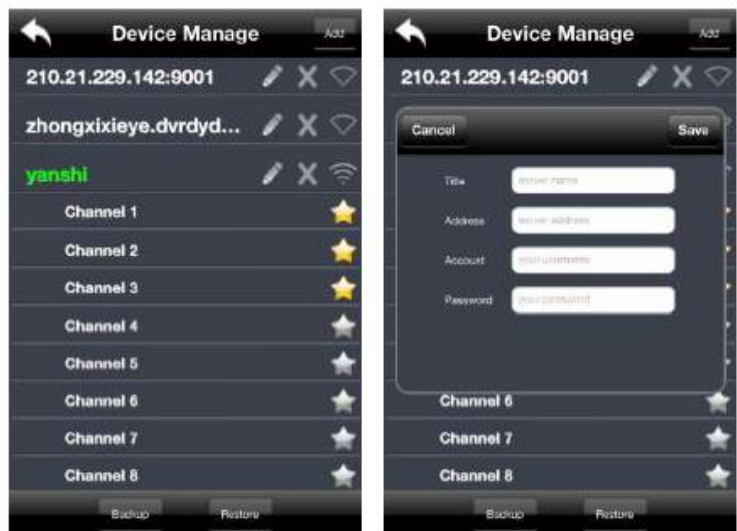 Device Manage Add
210.21.229.142:9001
zhongxixieye.dvrdyd...
yanshi
Channel 1
Channel 2
Channel 3
Channel 4
Channel 5
Channel 6
Channel 7
Channel 8
Backup Restore
Device Manage Add
210.21.229.142:9001
Cancel Save
Title server name
Address server address
Account your username
Password your password
Channel 6
Channel 7
Channel 8
Backup Restore